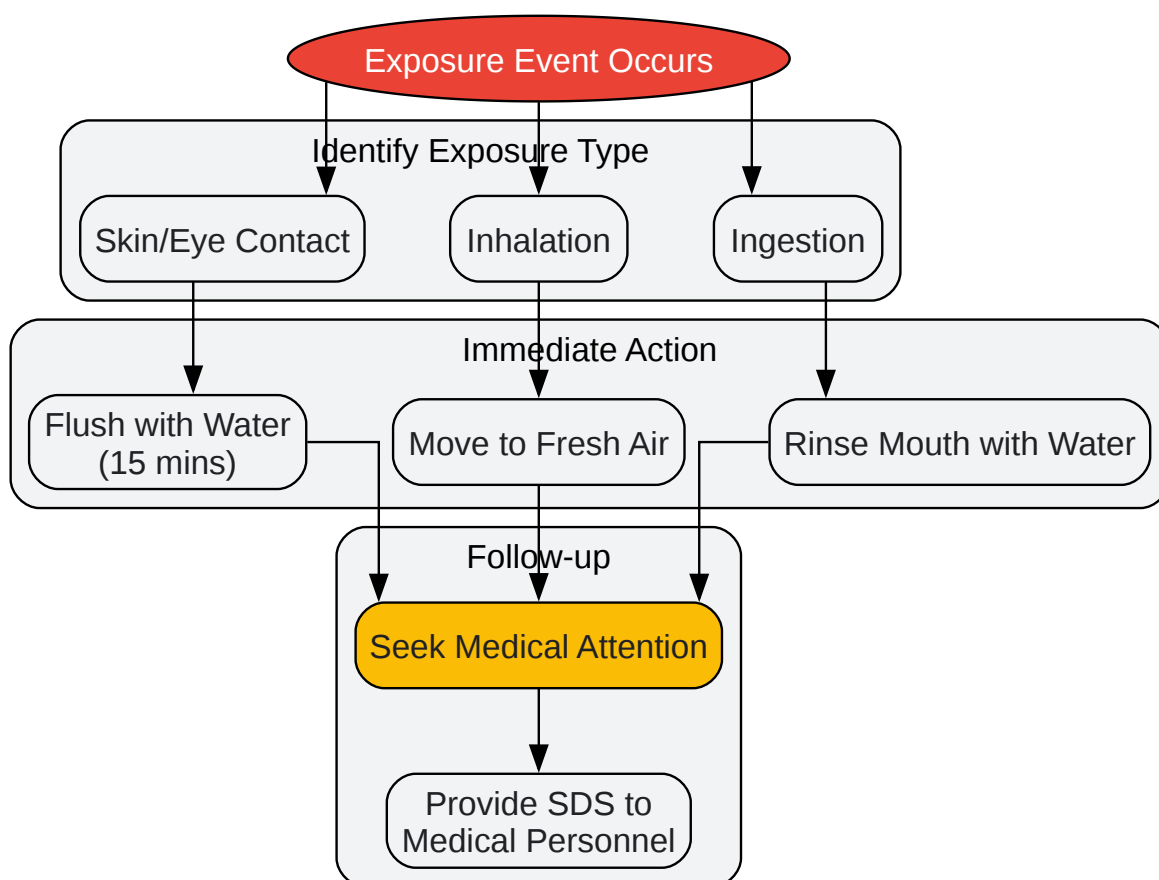 Exposure Event Occurs
Identify Exposure Type
Skin/Eye Contact
Inhalation
Ingestion
Immediate Action
Flush with Water
(15 mins)
Move to Fresh Air
Rinse Mouth with Water
Follow-up
Seek Medical Attention
Provide SDS to
Medical Personnel